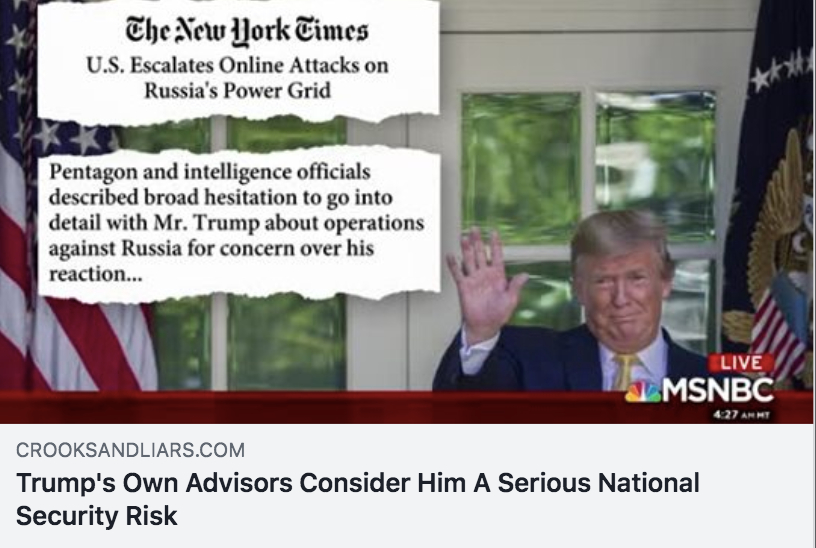 The New York Times
U.S. Escalates Online Attacks on
Russia's Power Grid
Pentagon and intelligence officials
described broad hesitation to go into
detail with Mr. Trump about operations
against Russia for concern over his
reaction...
LIVE
MSNBC
4:27 AM MT
CROOKSANDLIARS.COM
Trump's Own Advisors Consider Him A Serious National
Security Risk